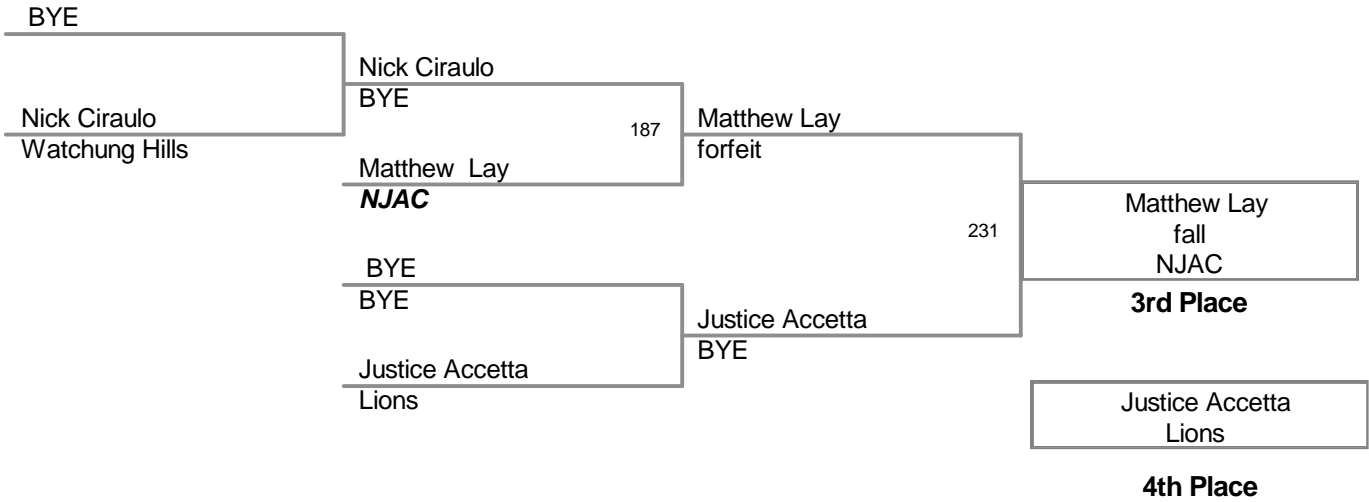 BYE
Nick Ciraulo
Watchung Hills
Nick Ciraulo
BYE
187
Matthew  Lay
NJAC
BYE
BYE
Justice Accetta
Lions
Matthew Lay
forfeit
231
Justice Accetta
BYE
Matthew Lay
fall
NJAC
3rd Place
Justice Accetta
Lions
4th Place